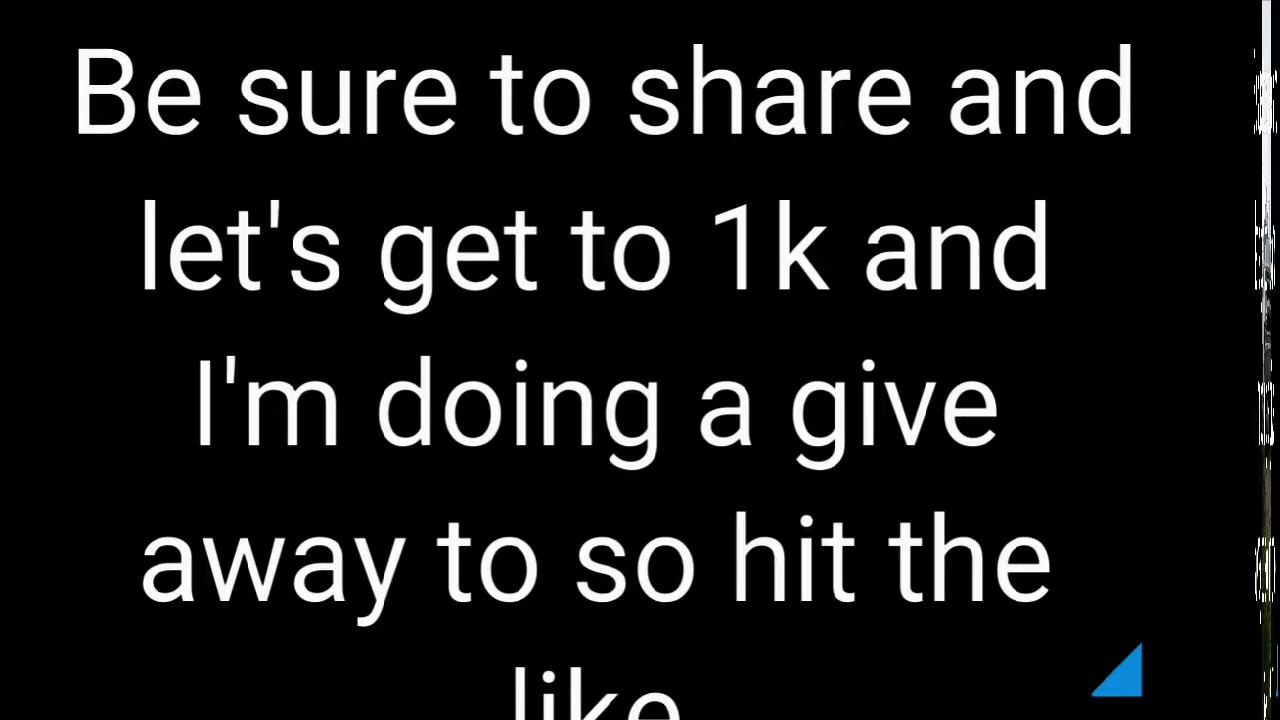 Be sure to share and
let's get to 1k and
I'm doing a give
away to so hit the
like